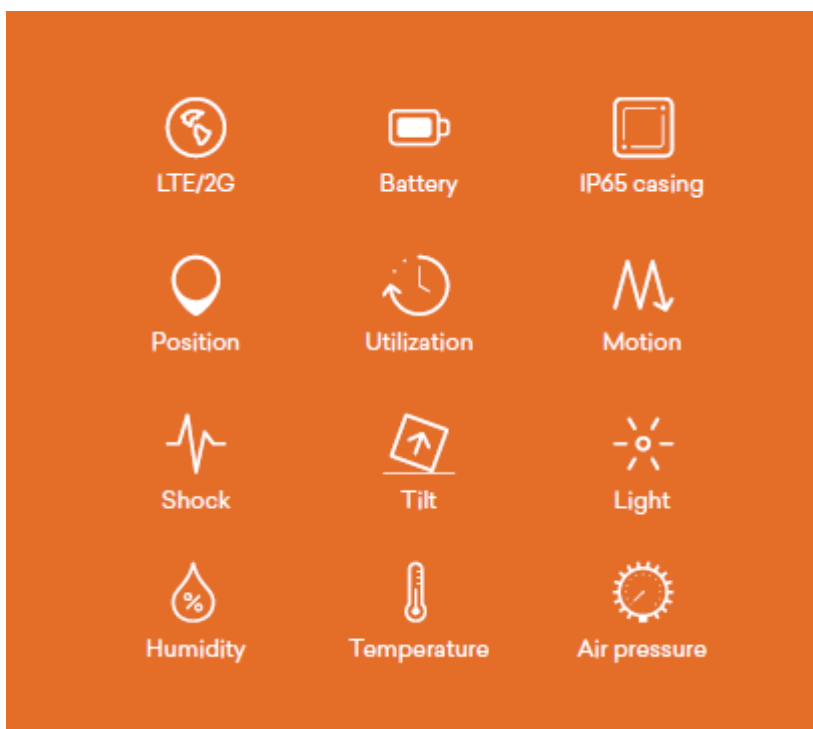 LTE/2G
Battery
IP65 casing
Position
Utilization
Motion
Shock
Tilt
Light
%
Humidity
Temperature
Air pressure